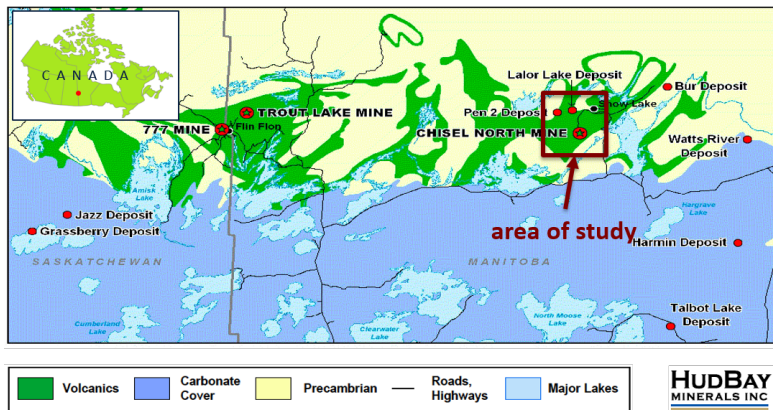 CANADA
Lalor Lake Deposit
Bur Deposit
TROUT LAKE MINE
Pen 2 Deposit
Snow Lake
777 MINE
Flin Flon
CHISEL NORTH MINE
Watts River
Deposit
Amisk
Lake
Jazz Deposit
Hargrave
Lake
Grassberry Deposit
area of study
Harmin Deposit
SASKATCHEWAN
MANITOBA
Talbot Lake
Deposit
Cumberland
Lake
Clearwater
Lake
North Moose
Lake
Volcanics
Carbonate
Cover
Precambrian
Roads,
Highways
Major Lakes
HUDBAY
MINERALS INC